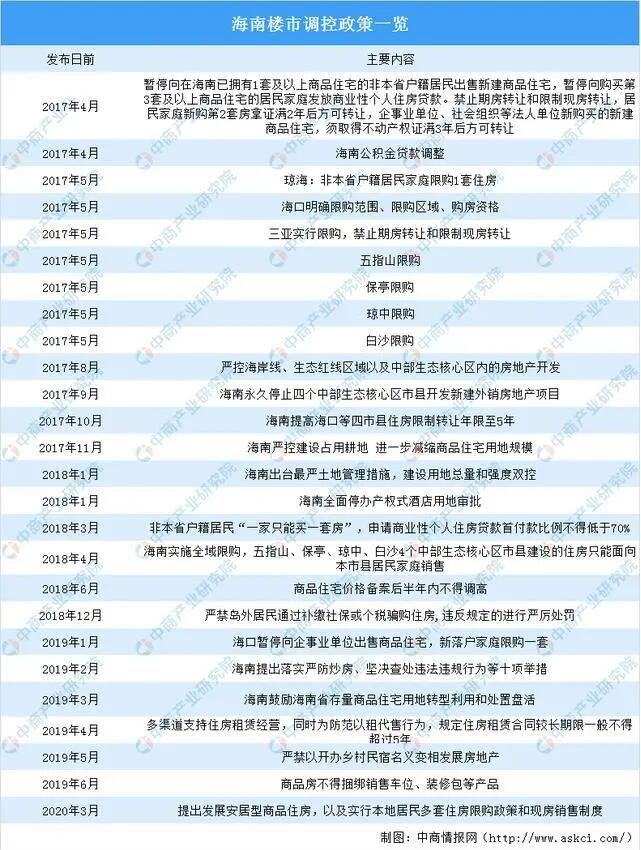 海南楼市调控政策一览
发布日前 主要内容
2017年4月 暂停向在海南已拥有1套及以上商品住宅的非本省户籍居民出售新建商品住宅，暂停向购买第
3套及以上商品住宅的居民家庭发放商业性个人住房贷款。禁止期房转让和限制现房转让，居
民家庭新购第2套房拿证满2年后方可转让，企事业单位、社会组织等法人单位新购买的新建
商品住宅，须取得不动产权证满3年后方可转让
2017年4月 海南公积金贷款调整
2017年5月 琼海：非本省户籍居民家庭限购1套住房
2017年5月 海口明确限购范围、限购区域、购房资格
2017年5月 三亚实行限购，禁止期房转让和限制现房转让
2017年5月 五指山限购
2017年5月 保亭限购
2017年5月 琼中限购
2017年5月 白沙限购
2017年8月 严控海岸线、生态红线区域以及中部生态核心区内的房地产开发
2017年9月 海南永久停止四个中部生态核心区市县开发新建外销房地产项目
2017年10月 海南提高海口等四市县住房限制转让年限至5年
2017年11月 海南严控建设占用耕地 进一步减缩商品住宅用地规模
2018年1月 海南出台最严土地管理措施，建设用地总量和强度双控
2018年1月 海南全面停办产权式酒店用地审批
2018年3月 非本省户籍居民“一家只能买一套房”，申请商业性个人住房贷款首付款比例不得低于70%
2018年4月 海南实施全域限购，五指山、保亭、琼中、白沙4个中部生态核心区市县建设的住房只能面向
本市县居民家庭销售
2018年6月 商品住宅价格备案后半年内不得调高
2018年12月 严禁岛外居民通过补缴社保或个税骗购住房,违反规定的进行严厉处罚
2019年1月 海口暂停向企事业单位出售商品住宅，新落户家庭限购一套
2019年2月 海南提出落实严防炒房、坚决查处违法违规行为等十项举措
2019年3月 海南鼓励海南省存量商品住宅用地转型利用和处置盘活
2019年4月 多渠道支持住房租赁经营，同时为防范以租代售行为，规定住房租赁合同较长期限一般不得
超过5年
2019年5月 严禁以开办乡村民宿名义变相发展房地产
2019年6月 商品房不得捆绑销售车位、装修包等产品
2020年3月 提出发展安居型商品住房，以及实行本地居民多套住房限购政策和现房销售制度
制图：中商情报网(http://www.askci.com/)
中商产业研究院